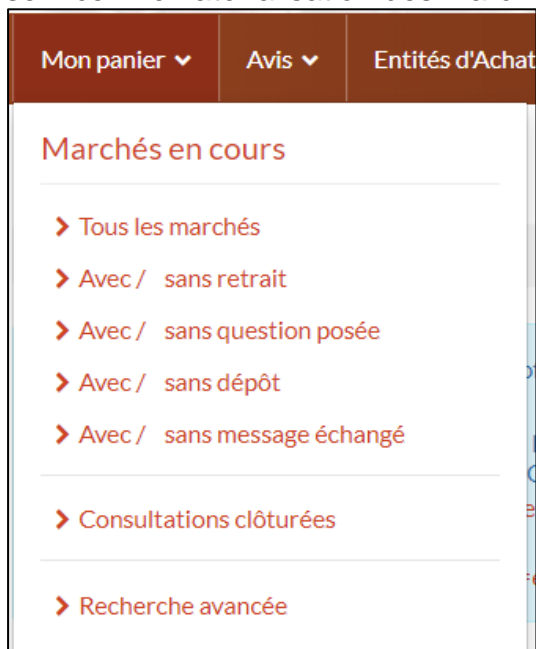 Mon panier Avis Entités d'Achat
Marchés en cours
Tous les marchés
Avec / sans retrait
Avec / sans question posée
Avec / sans dépôt
Avec / sans message échangé
Consultations clôturées
Recherche avancée